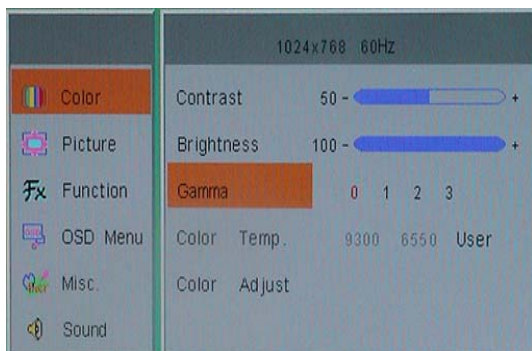 1024x768 60Hz
Color
Picture
Function
OSD Menu
Misc.
Sound
Contrast 50 - +
Brightness 100 - +
Gamma 0 1 2 3
Color Temp. 9300 6550 User
Color Adjust